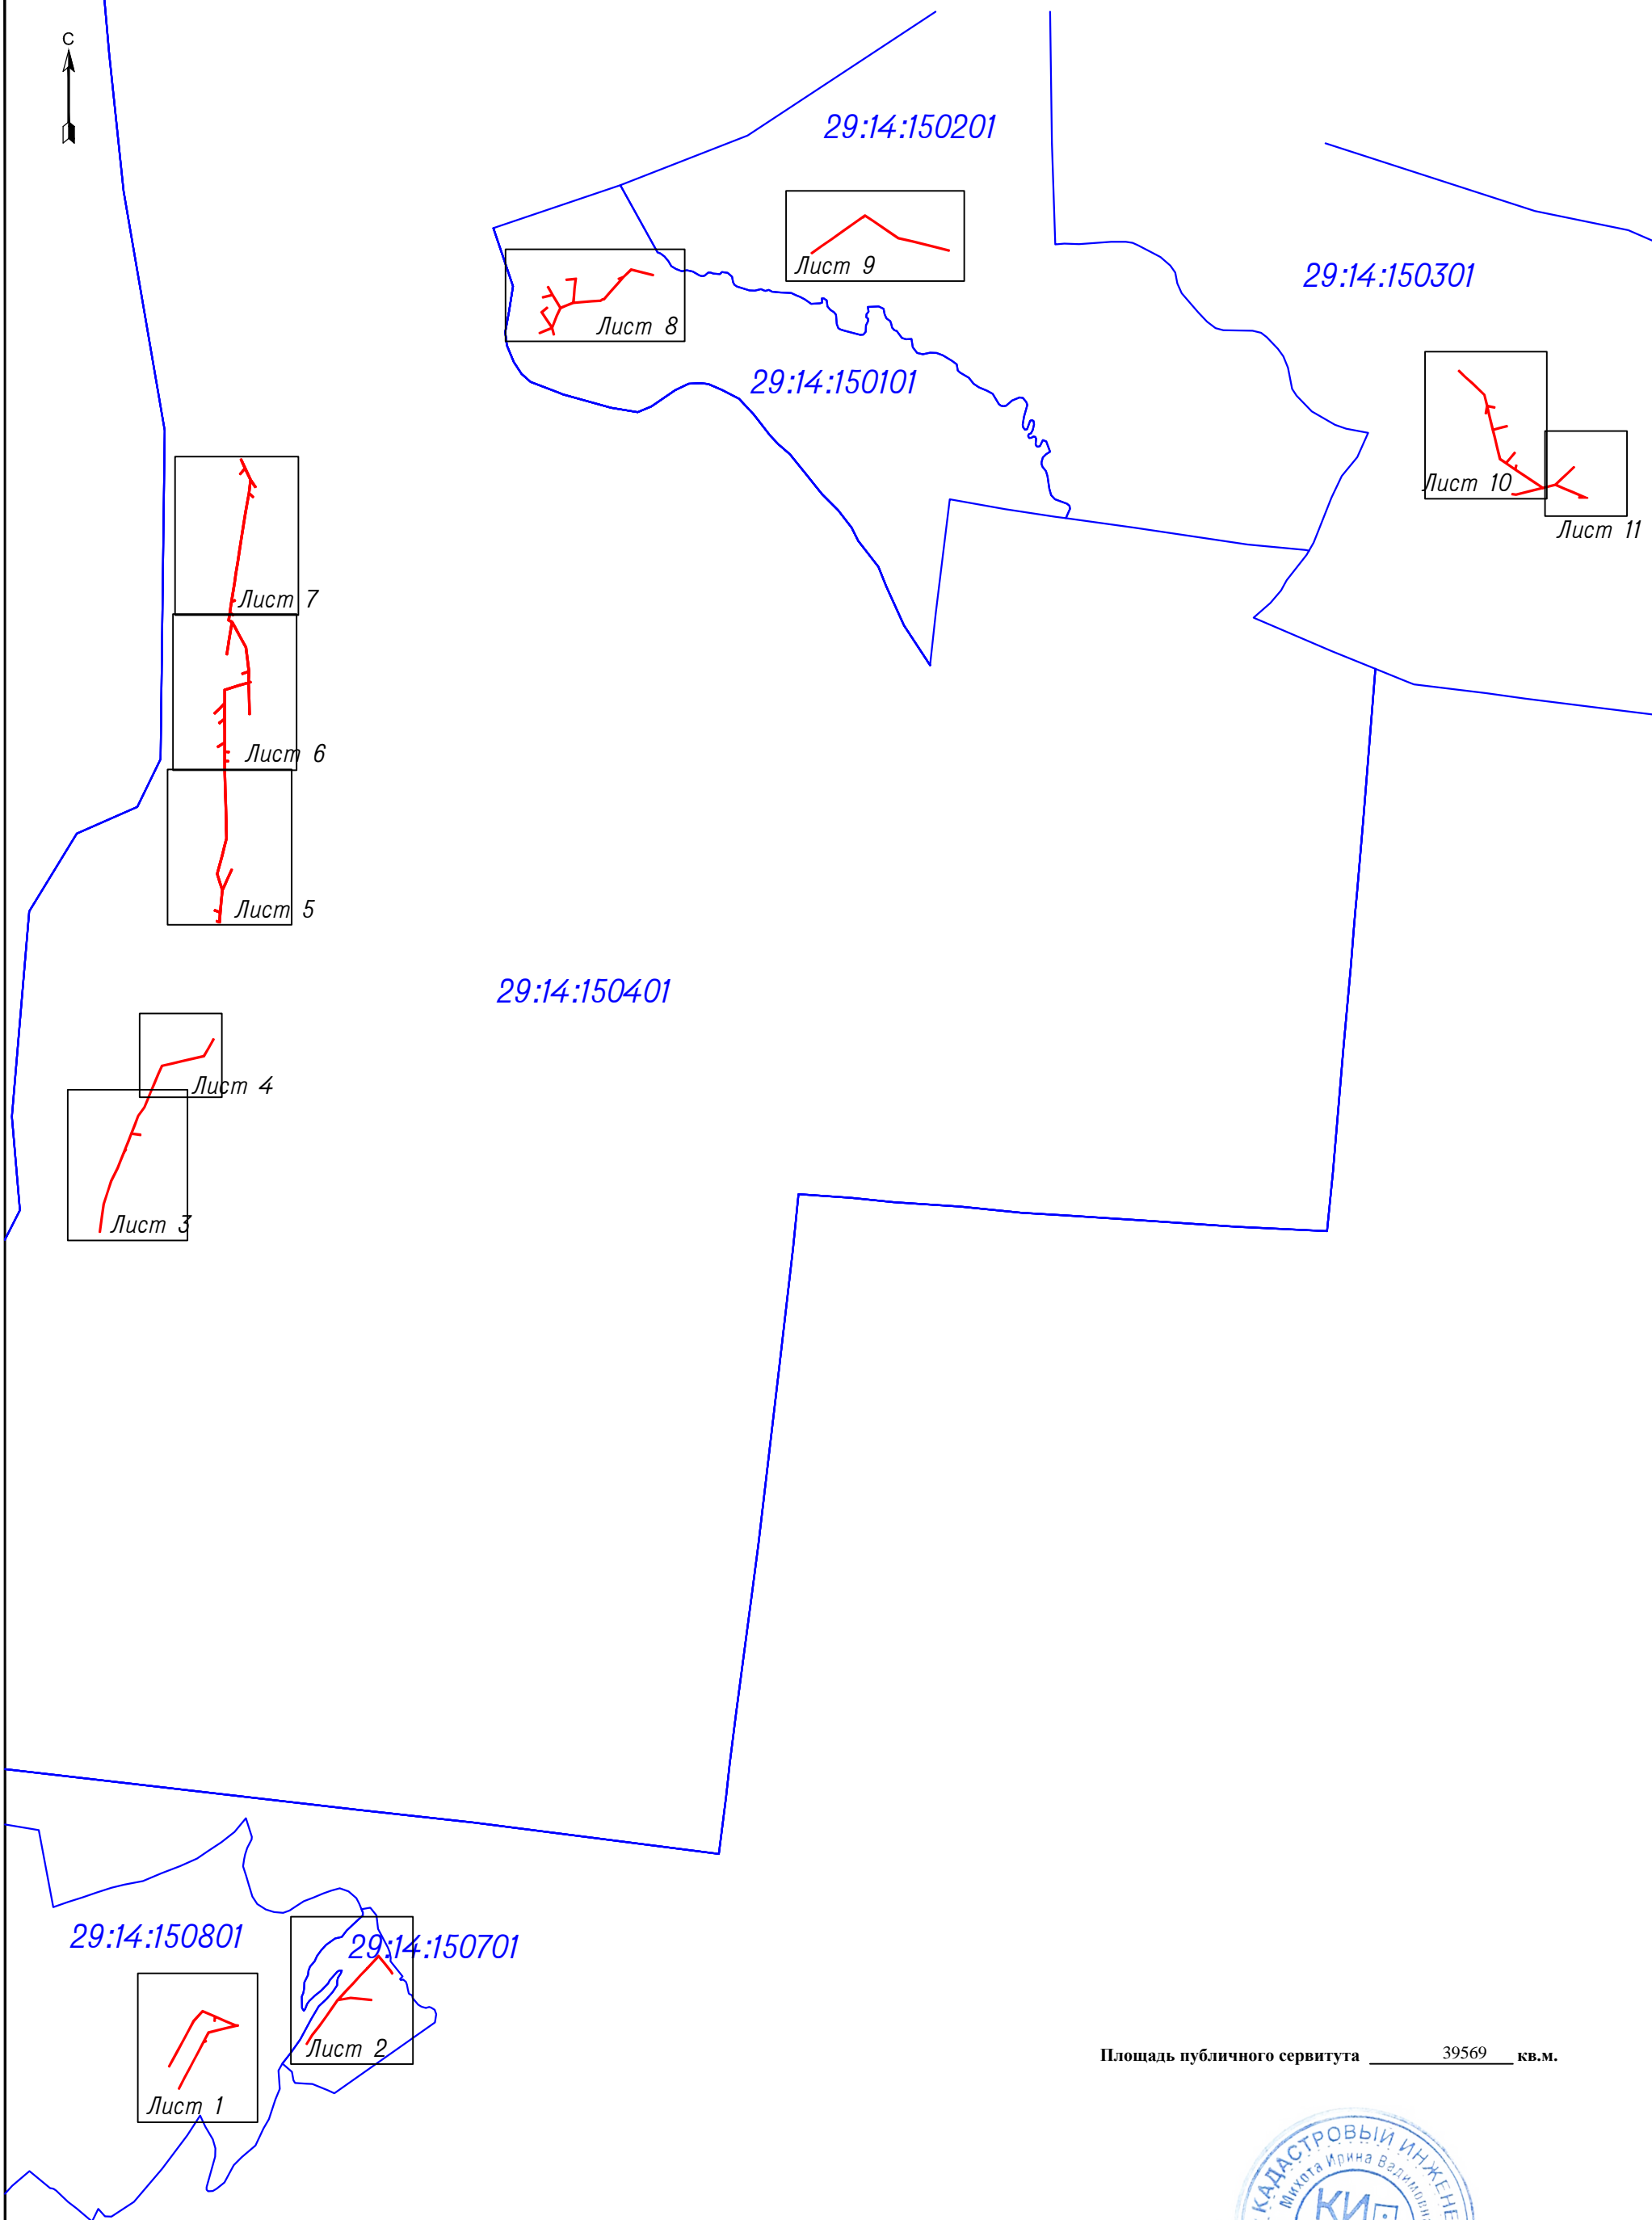 С
29:14:150201
Лист 9
29:14:150301
Лист 8
29:14:150101
Лист 10
Лист 11
Лист 7
Лист 6
Лист 5
29:14:150401
Лист 4
Лист 3
29:14:150801
29:14:150701
Лист 2
Лист 1
Площадь публичного сервитута 39569 кв.м.
КАДАСТРОВЫЙ ИНЖЕНЕ
Михота Ирина Вадимовна
КИ